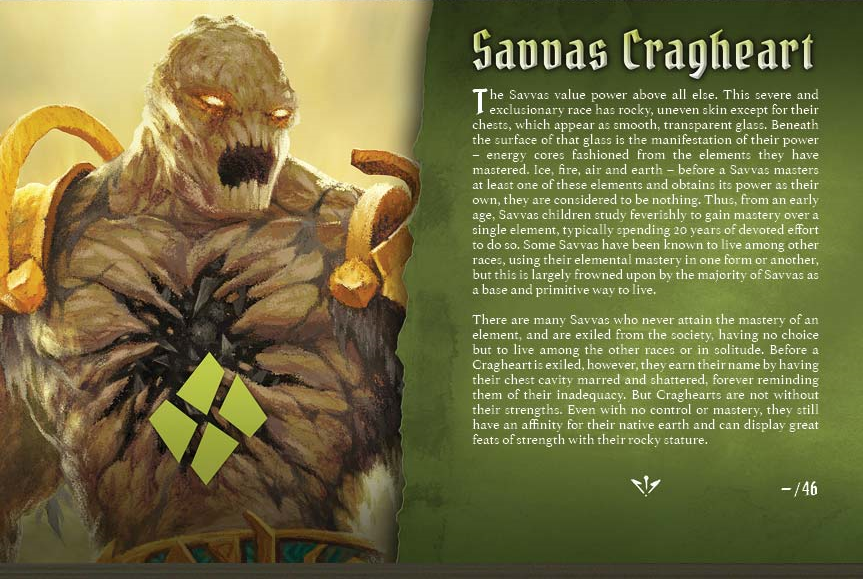 Savvas Cragheart
The Savvas value power above all else. This severe and
exclusionary race has rocky, uneven skin except for their
chests, which appear as smooth, transparent glass. Beneath
the surface of that glass is the manifestation of their power
– energy cores fashioned from the elements they have
mastered. Ice, fire, air and earth – before a Savvas masters
at least one of these elements and obtains its power as their
own, they are considered to be nothing. Thus, from an early
age, Savvas children study feverishly to gain mastery over a
single element, typically spending 20 years of devoted effort
to do so. Some Savvas have been known to live among other
races, using their elemental mastery in one form or another,
but this is largely frowned upon by the majority of Savvas as
a base and primitive way to live.
There are many Savvas who never attain the mastery of an
element, and are exiled from the society, having no choice
but to live among the other races or in solitude. Before a
Cragheart is exiled, however, they earn their name by having
their chest cavity marred and shattered, forever reminding
them of their inadequacy. But Craghearts are not without
their strengths. Even with no control or mastery, they still
have an affinity for their native earth and can display great
feats of strength with their rocky stature.
– / 46